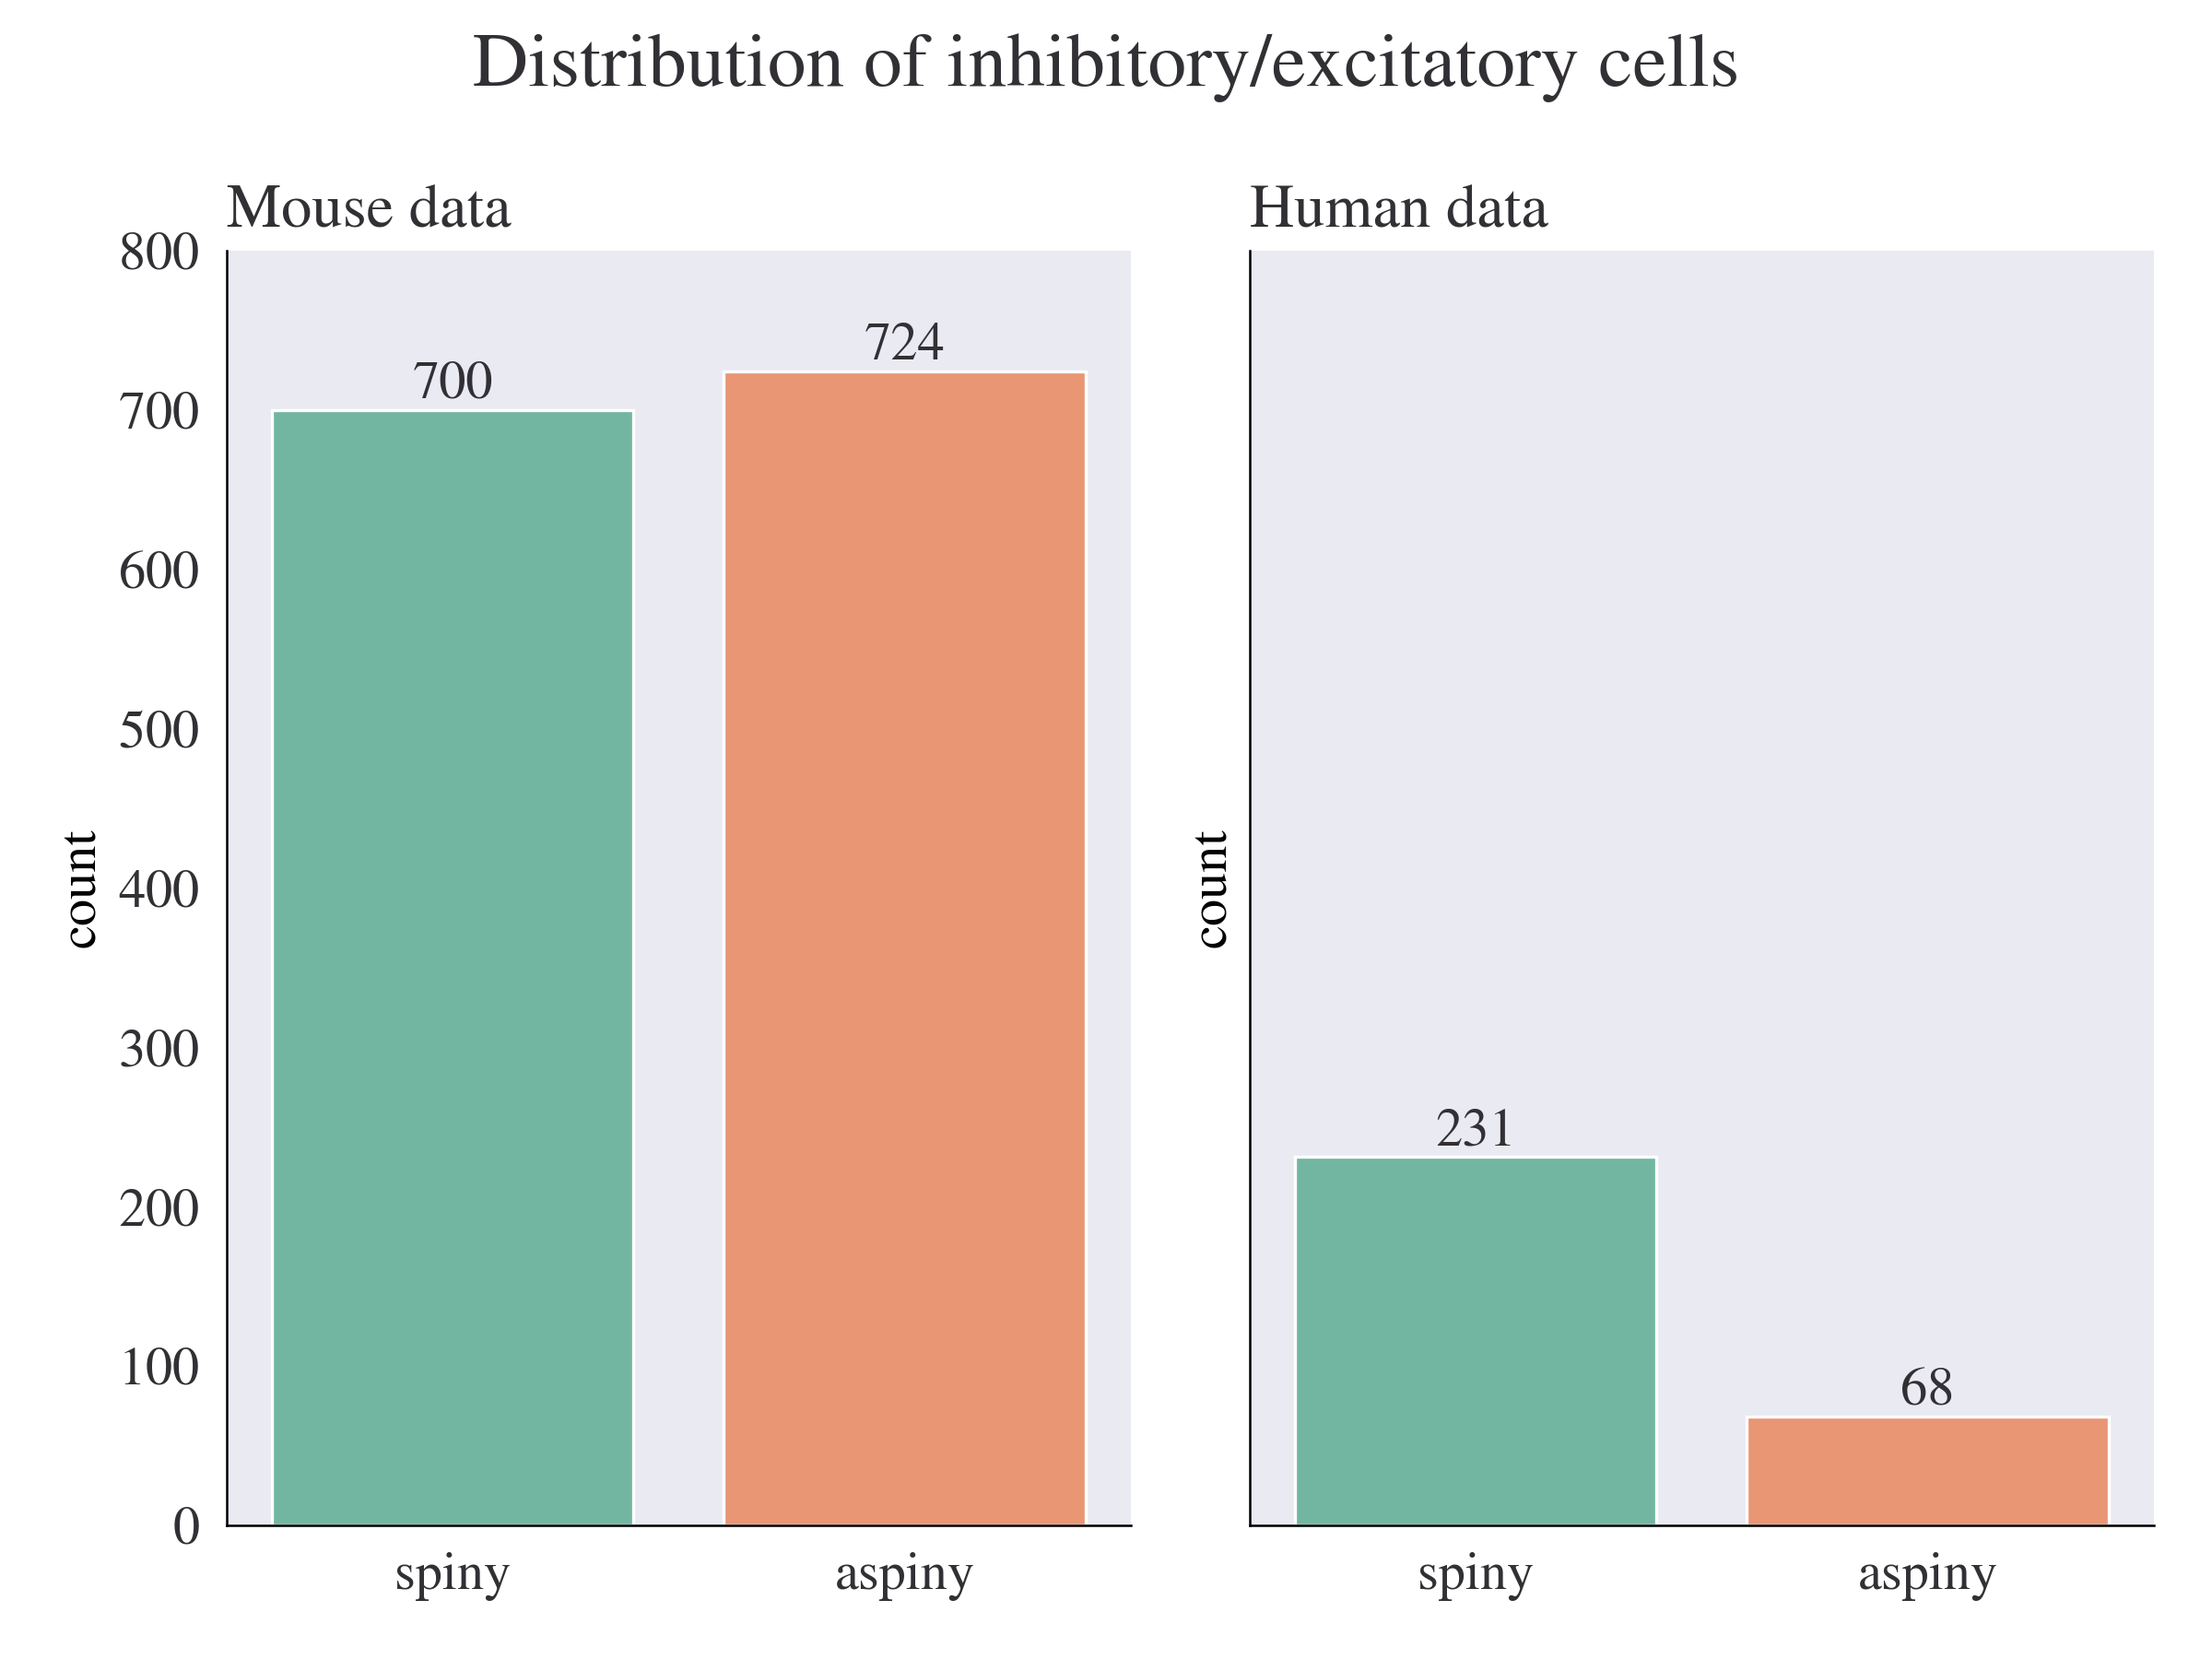 Distribution of inhibitory/excitatory cells
Mouse data
800
700
600
500
400
300
200
100
0
count
700
724
spiny
aspiny
Human data
count
231
68
spiny
aspiny